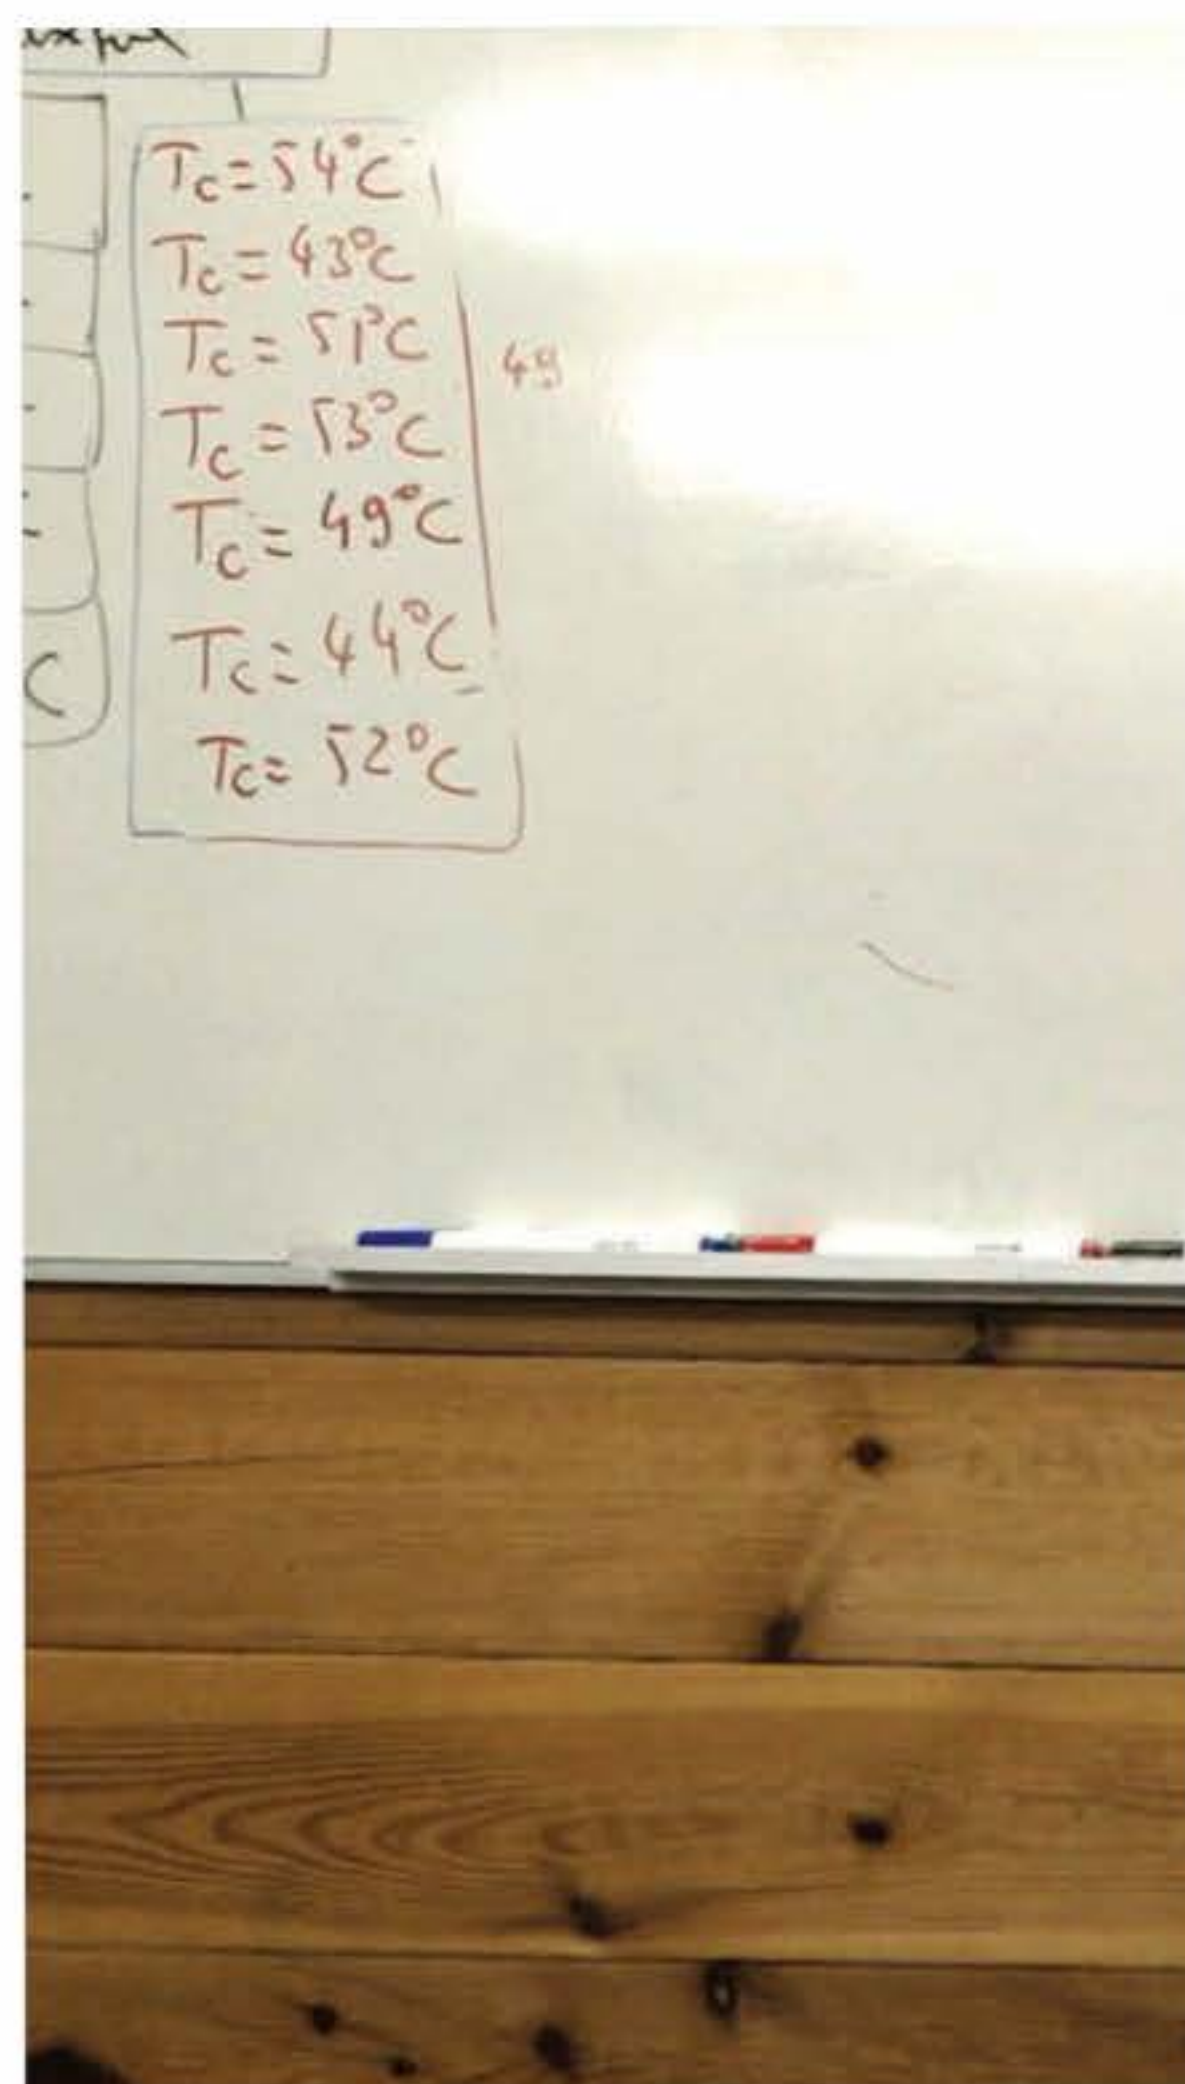 Tc = 54°C
Tc = 43°C
Tc = 51°C
49
Tc = 53°C
Tc = 49°C
Tc = 44°C
Tc = 52°C
C